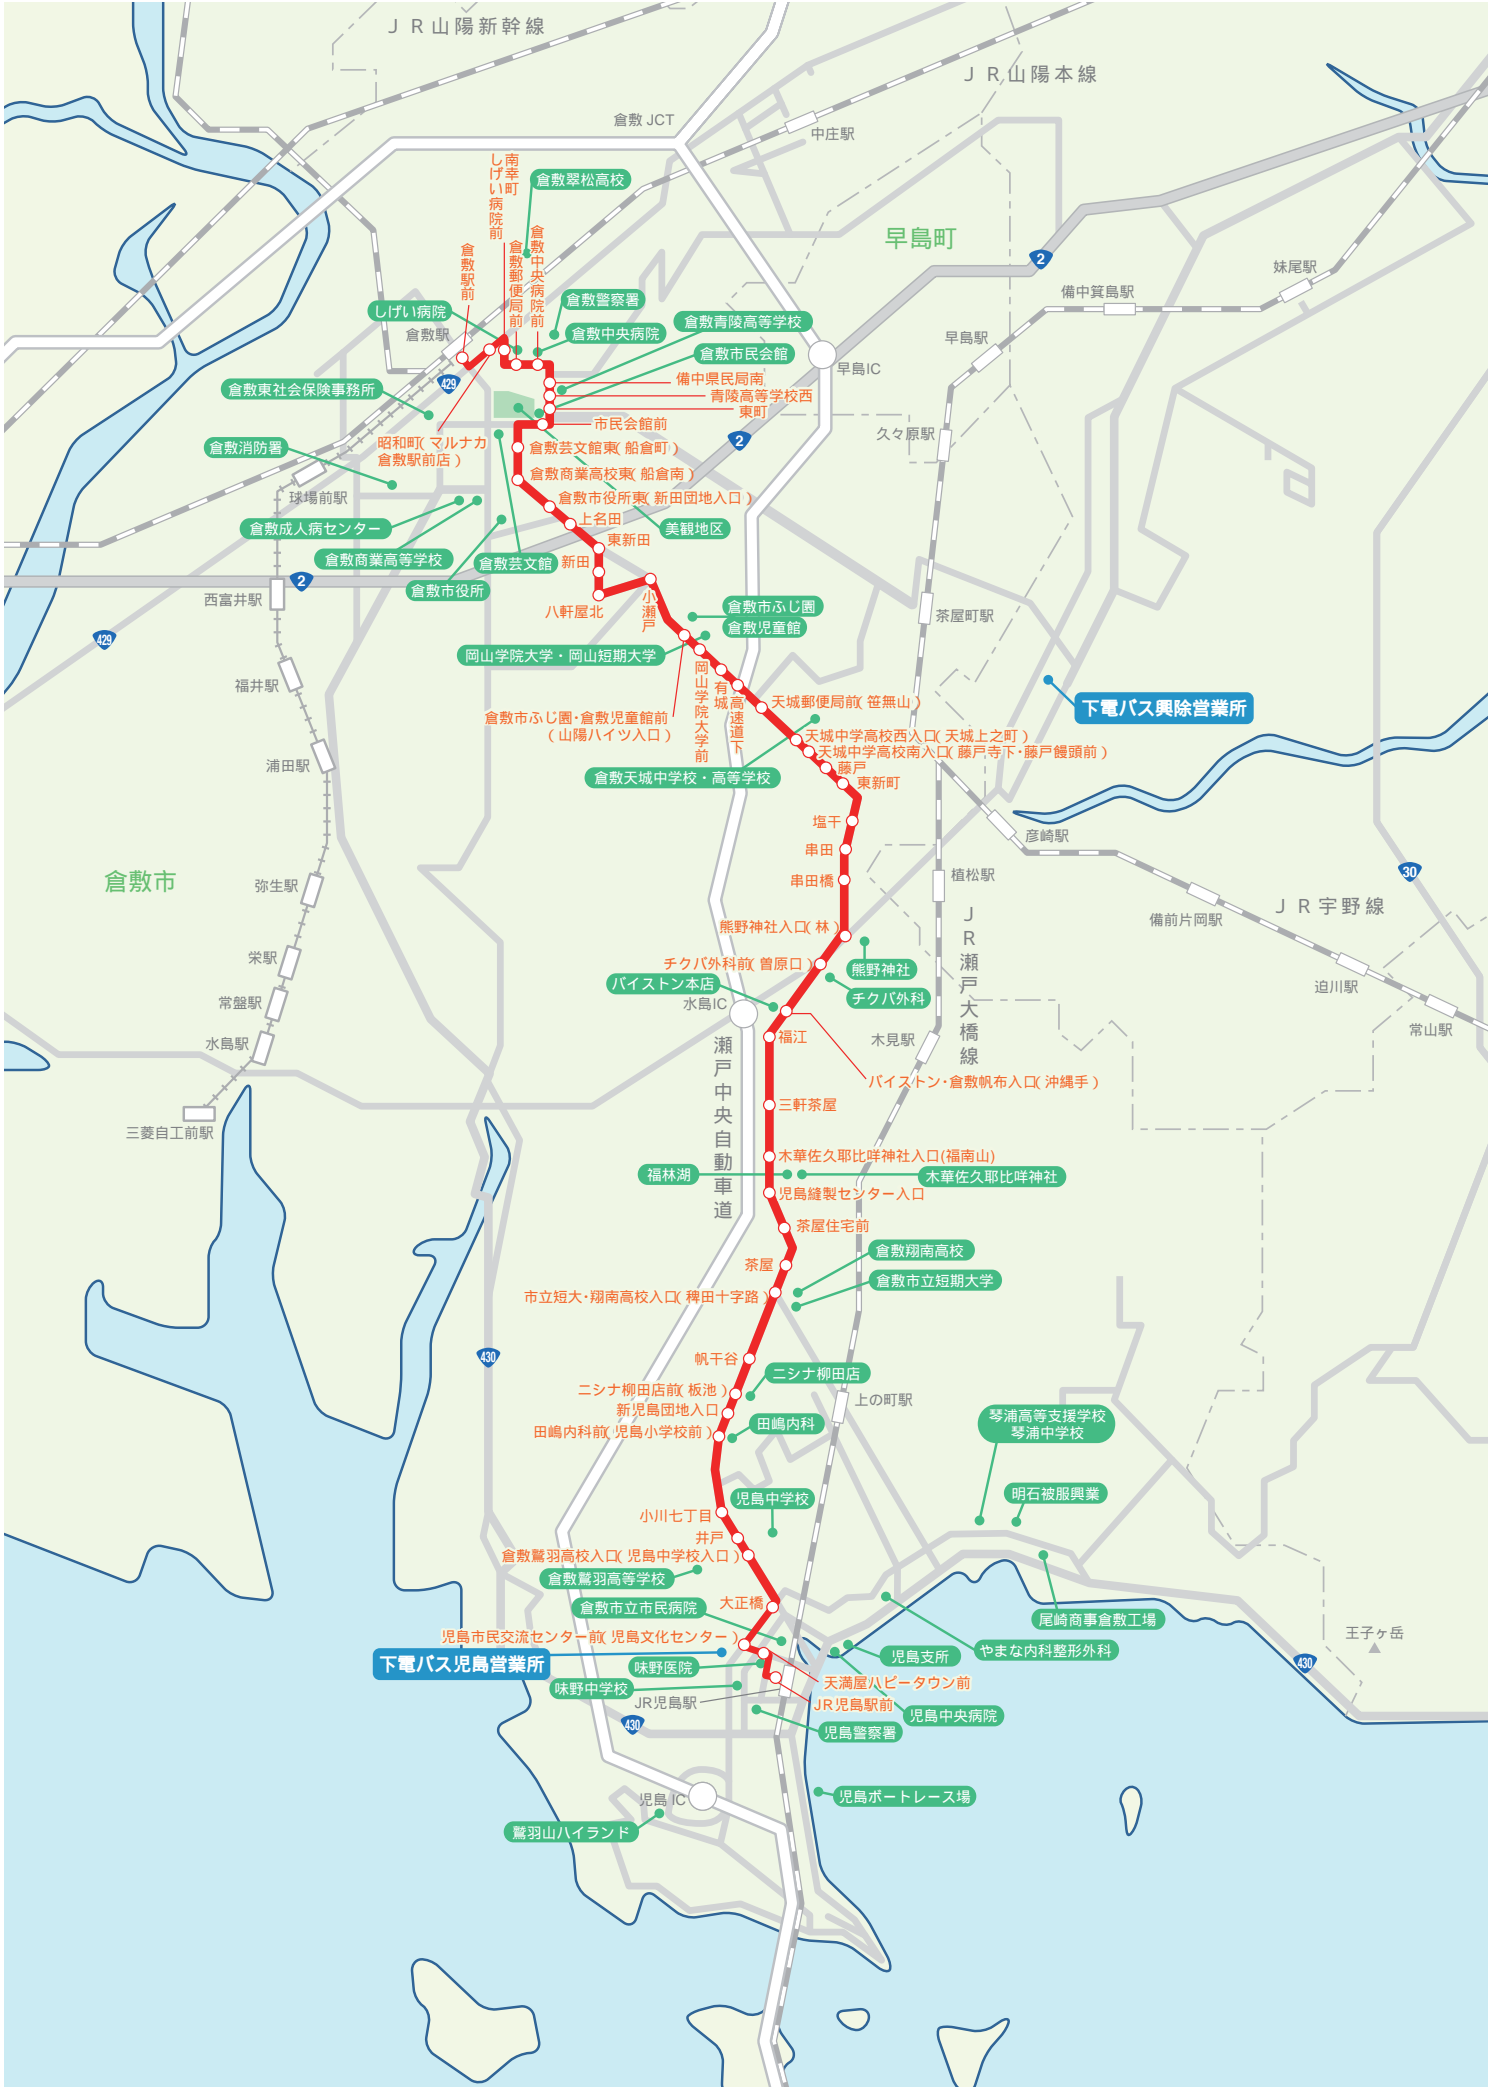 ＪＲ山陽新幹線
ＪＲ山陽本線
倉敷 JCT
中庄駅
南幸町
しげい病院前
倉敷翠松高校
倉敷中央病院前
倉敷郵便局前
倉敷駅前
早島町
2
妹尾駅
備中箕島駅
倉敷警察署
しげい病院
倉敷中央病院
倉敷青陵高等学校
倉敷駅
早島駅
倉敷市民会館
早島IC
429
備中県民局南
倉敷東社会保険事務所
青陵高等学校西
東町
市民会館前
久々原駅
2
昭和町(マルナカ
倉敷駅前店)
倉敷消防署
倉敷芸文館東(船倉町)
倉敷商業高校東(船倉南)
球場前駅
倉敷市役所東(新田団地入口)
上名田
美観地区
倉敷成人病センター
東新田
倉敷商業高等学校
倉敷芸文館
新田
2
倉敷市役所
西富井駅
八軒屋北
小瀬戸
倉敷市ふじ園
茶屋町駅
倉敷児童館
429
岡山学院大学・岡山短期大学
福井駅
岡山学院大学前
有城
高速道下
天城郵便局前(笹無山)
下電バス興除営業所
倉敷市ふじ園・倉敷児童館前
(山陽ハイツ入口)
天城中学高校西入口(天城上之町)
天城中学高校南入口(藤戸寺下・藤戸饅頭前)
浦田駅
藤戸
倉敷天城中学校・高等学校
東新町
塩干
彦崎駅
串田
30
倉敷市
弥生駅
串田橋
植松駅
ＪＲ宇野線
備前片岡駅
ＪＲ瀬戸大橋線
熊野神社入口(林)
栄駅
チクバ外科前(曽原口)
熊野神社
バイストン本店
チクバ外科
迫川駅
常盤駅
水島IC
常山駅
福江
木見駅
水島駅
瀬戸中央自動車道
バイストン・倉敷帆布入口(沖縄手)
三軒茶屋
三菱自工前駅
木華佐久耶比咩神社入口(福南山)
福林湖
木華佐久耶比咩神社
児島縫製センター入口
茶屋住宅前
倉敷翔南高校
茶屋
倉敷市立短期大学
市立短大・翔南高校入口(稗田十字路)
430
帆干谷
ニシナ柳田店
ニシナ柳田店前(板池)
上の町駅
新児島団地入口
琴浦高等支援学校
琴浦中学校
田嶋内科
田嶋内科前(児島小学校前)
明石被服興業
児島中学校
小川七丁目
井戸
倉敷鷲羽高校入口(児島中学校入口)
倉敷鷲羽高等学校
大正橋
倉敷市立市民病院
尾崎商事倉敷工場
王子ヶ岳
児島市民交流センター前(児島文化センター)
やまな内科整形外科
児島支所
430
下電バス児島営業所
味野医院
天満屋ハピータウン前
味野中学校
JR児島駅
JR児島駅前
児島中央病院
430
児島警察署
児島 IC
児島ボートレース場
鷲羽山ハイランド